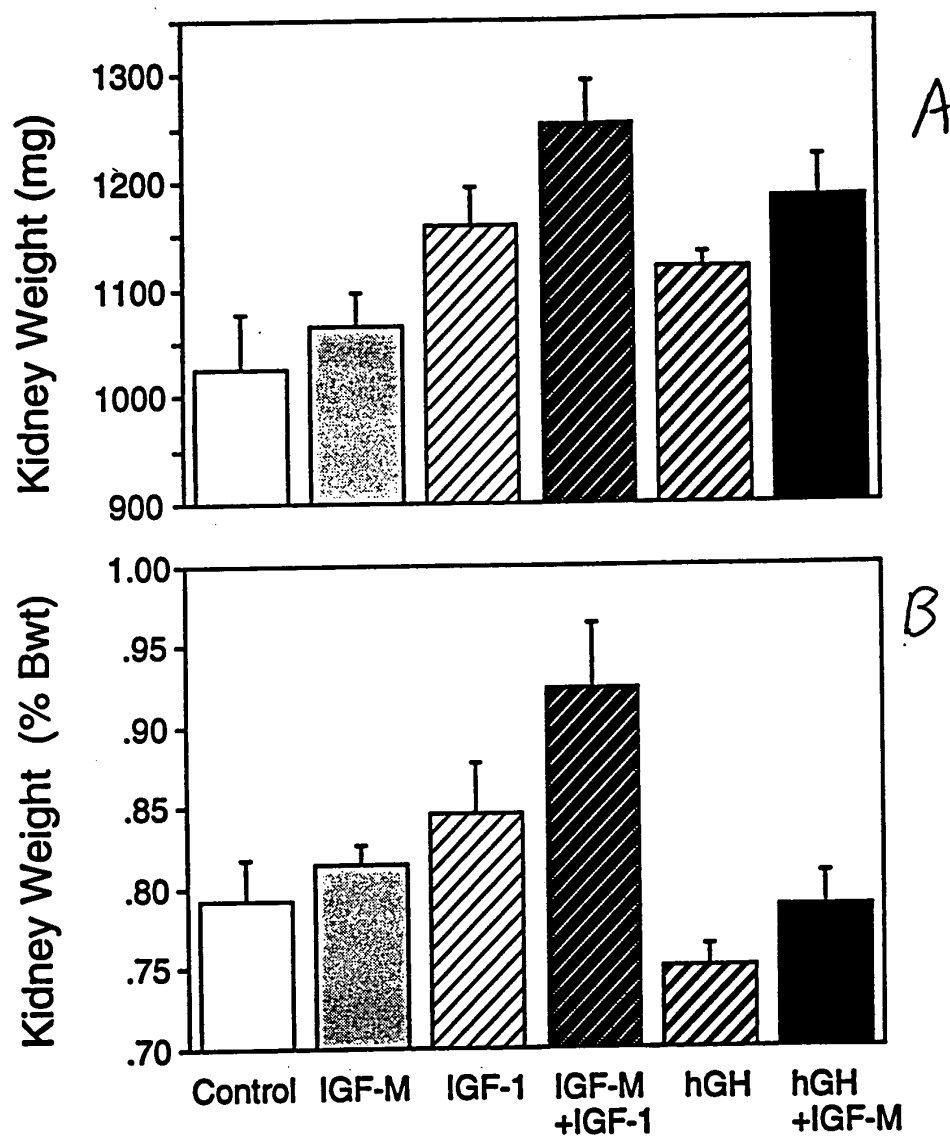 Kidney Weight (mg)
1300
1200
1100
1000
900
A
Kidney Weight (% Bwt)
1.00
.95
.90
.85
.80
.75
.70
B
Control IGF-M IGF-1 IGF-M hGH hGH
+IGF-1 +IGF-M